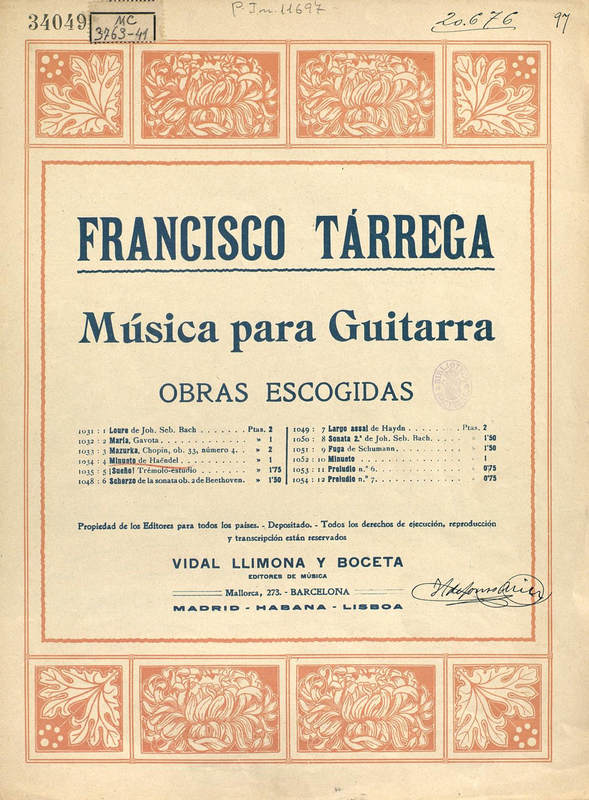 P. Im. 11697
34049
MC
3763-41
20.676
97
FRANCISCO TÁRREGA
Música para Guitarra
OBRAS ESCOGIDAS
BIBLIOTECA
1031 : 1 Loure de Joh. Seb. Bach . . . . . . . Ptas. 2
1032 : 2 María, Gavota . . . . . . . . . . . . » 1
1033 : 3 Mazurka, Chopin, ob. 33, número 4. . » 2
1034 : 4 Minueto de Haëndel . . . . . . . . . » 1
1035 : 5 ¡Sueño! Trémolo-estudio . . . . . . . » 1'75
1048 : 6 Scherzo de la sonata ob. 2 de Beethoven. » 1'50
1049 : 7 Largo assai de Haydn . . . . . . . Ptas. 2
1050 : 8 Sonata 2.ª de Joh. Seb. Bach. . . . . » 1'50
1051 : 9 Fuga de Schumann . . . . . . . . . » 1'50
1052 : 10 Minueto . . . . . . . . . . . . . 1
1053 : 11 Preludio n.º 6. . . . . . . . . . . » 0'75
1054 : 12 Preludio n.º 7. . . . . . . . . . . » 0'75
Propiedad de los Editores para todos los países. - Depositado. - Todos los derechos de ejecución, reproducción
y transcripción están reservados
VIDAL LLIMONA Y BOCETA
EDITORES DE MÚSICA
Mallorca, 273. - BARCELONA
MADRID - HABANA - LISBOA